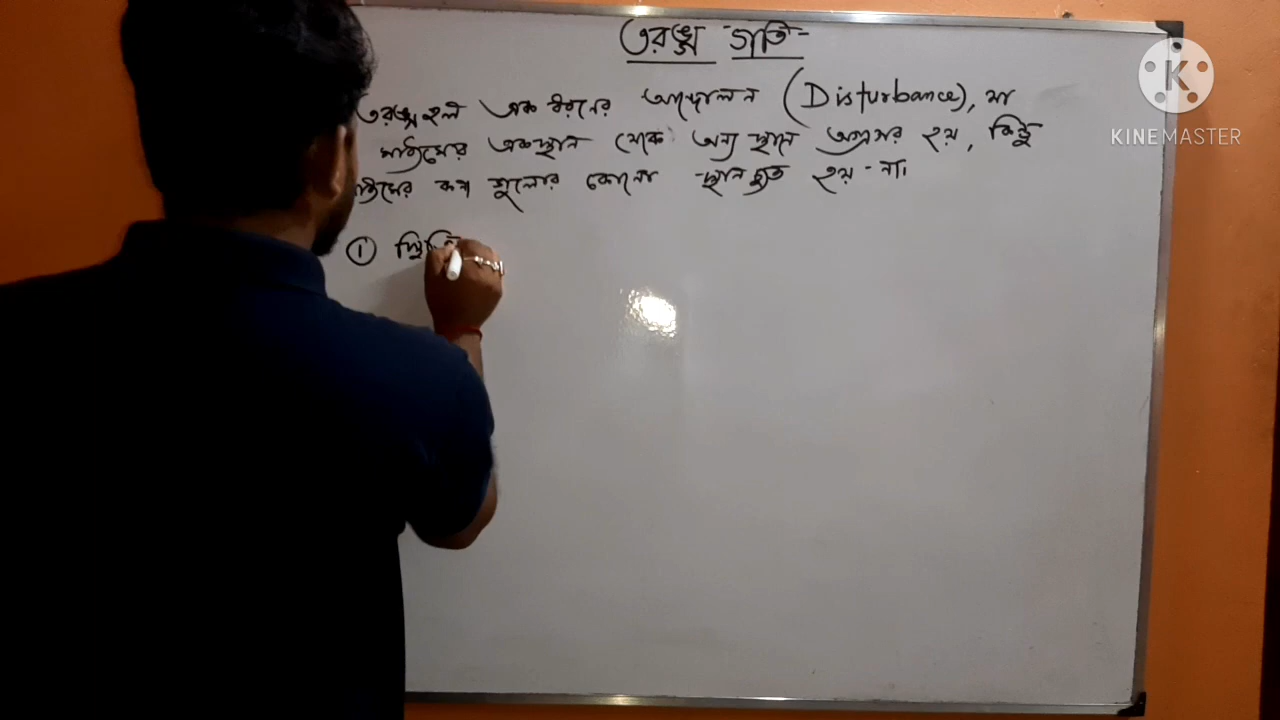 তরঙ্গ গতি
তরঙ্গ হল এক ধরনের আন্দোলন (Disturbance), যা
মাধ্যমের একস্থান থেকে অন্য স্থানে অগ্রসর হয়, কিন্তু
মাধ্যমের কণা গুলোর কোনো স্থানচ্যুত হয় না।
①
KINEMASTER